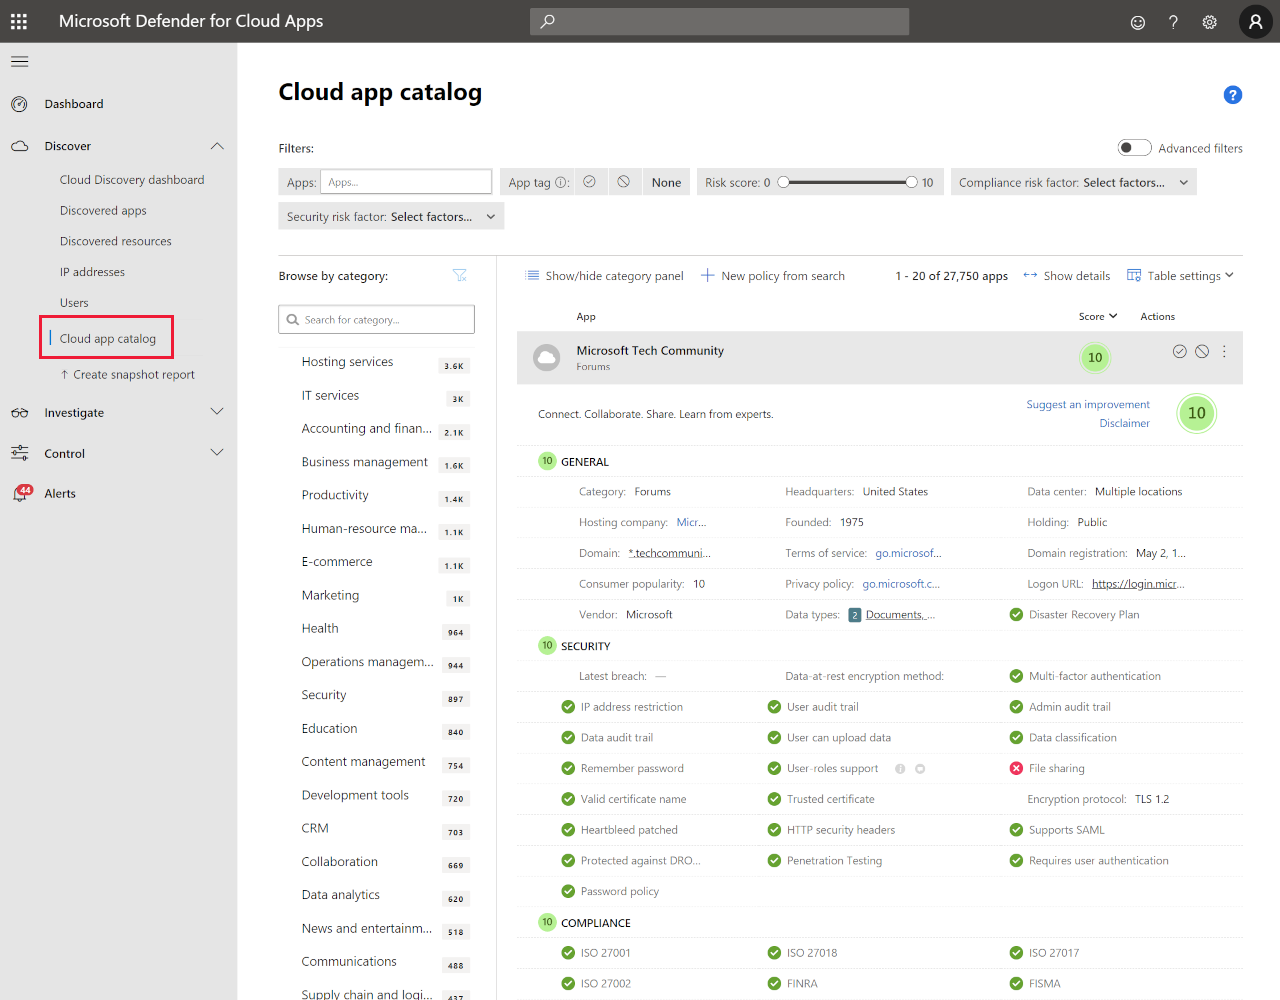 Microsoft Defender for Cloud Apps
Dashboard
Discover
Cloud Discovery dashboard
Discovered apps
Discovered resources
IP addresses
Users
Cloud app catalog
↑ Create snapshot report
Investigate
Control
44
Alerts
Cloud app catalog
?
Filters:
Advanced filters
Apps: Apps...
App tag ⓘ: None
Risk score: 0 10
Compliance risk factor: Select factors...
Security risk factor: Select factors...
Browse by category:
Search for category...
Hosting services 3.6K
IT services 3K
Accounting and finan... 2.1K
Business management 1.6K
Productivity 1.4K
Human-resource ma... 1.1K
E-commerce 1.1K
Marketing 1K
Health 964
Operations managem... 944
Security 897
Education 840
Content management 754
Development tools 720
CRM 703
Collaboration 669
Data analytics 620
News and entertainm... 518
Communications 488
Supply chain and logi... 437
Show/hide category panel
New policy from search
1 - 20 of 27,750 apps
Show details
Table settings
App Score Actions
Microsoft Tech Community 10
Forums
Connect. Collaborate. Share. Learn from experts.
Suggest an improvement
Disclaimer
10
10 GENERAL
Category: Forums Headquarters: United States Data center: Multiple locations
Hosting company: Micr... Founded: 1975 Holding: Public
Domain: *.techcommuni... Terms of service: go.microsof... Domain registration: May 2, 1...
Consumer popularity: 10 Privacy policy: go.microsoft.c... Logon URL: https://login.micr...
Vendor: Microsoft Data types: 2 Documents, ... Disaster Recovery Plan
10 SECURITY
Latest breach: — Data-at-rest encryption method: Multi-factor authentication
IP address restriction User audit trail Admin audit trail
Data audit trail User can upload data Data classification
Remember password User-roles support File sharing
Valid certificate name Trusted certificate Encryption protocol: TLS 1.2
Heartbleed patched HTTP security headers Supports SAML
Protected against DRO... Penetration Testing Requires user authentication
Password policy
10 COMPLIANCE
ISO 27001 ISO 27018 ISO 27017
ISO 27002 FINRA FISMA